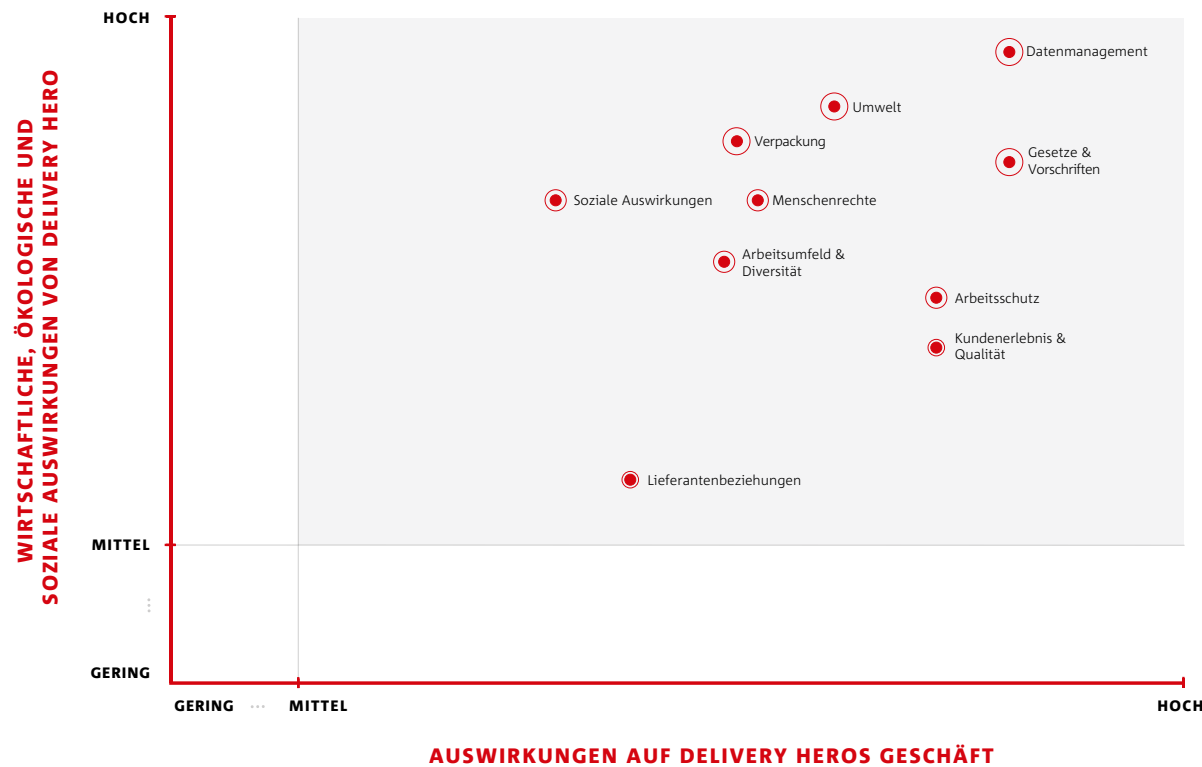 HOCH
WIRTSCHAFTLICHE, ÖKOLOGISCHE UND
SOZIALE AUSWIRKUNGEN VON DELIVERY HERO
Datenmanagement
Umwelt
Verpackung
Gesetze &
Vorschriften
Soziale Auswirkungen
Menschenrechte
Arbeitsumfeld &
Diversität
Arbeitsschutz
Kundenerlebnis &
Qualität
Lieferantenbeziehungen
MITTEL
GERING
GERING ... MITTEL
HOCH
AUSWIRKUNGEN AUF DELIVERY HEROS GESCHÄFT